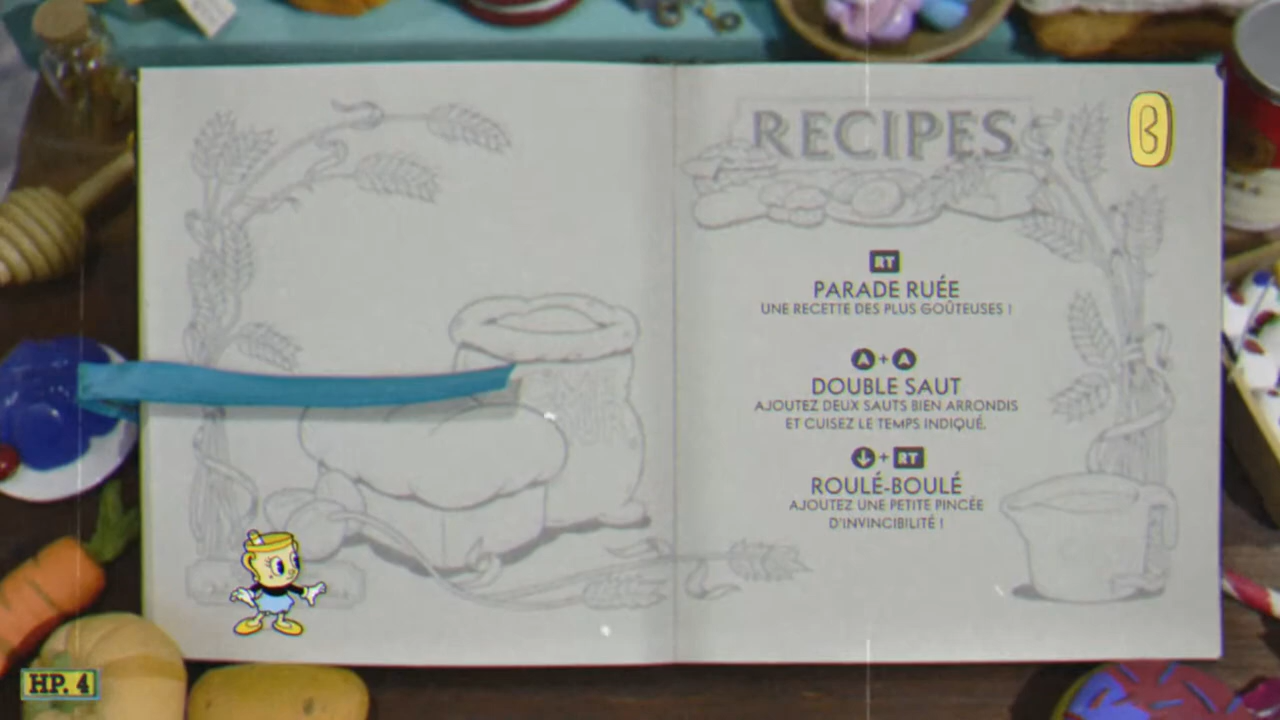 RECIPES
B
RT
PARADE RUÉE
UNE RECETTE DES PLUS GOÛTEUSES !
A + A
DOUBLE SAUT
AJOUTEZ DEUX SAUTS BIEN ARRONDIS
ET CUISEZ LE TEMPS INDIQUÉ.
↓ + RT
ROULÉ-BOULÉ
AJOUTEZ UNE PETITE PINCÉE
D'INVINCIBILITÉ !
HP. 4